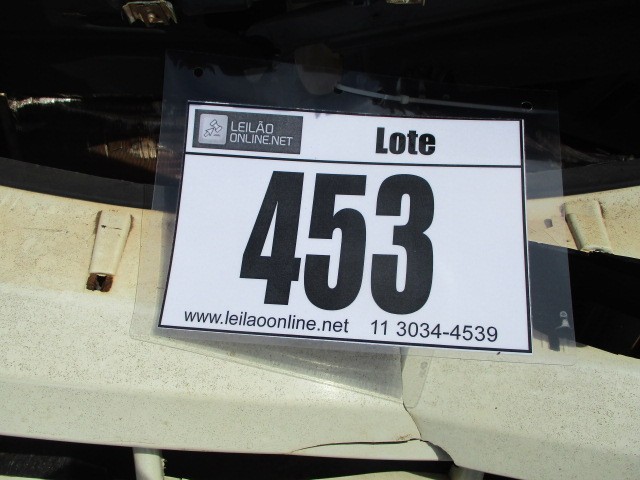 LEILÃO
ONLINE.NET
Lote
453
www.leilaoonline.net 11 3034-4539